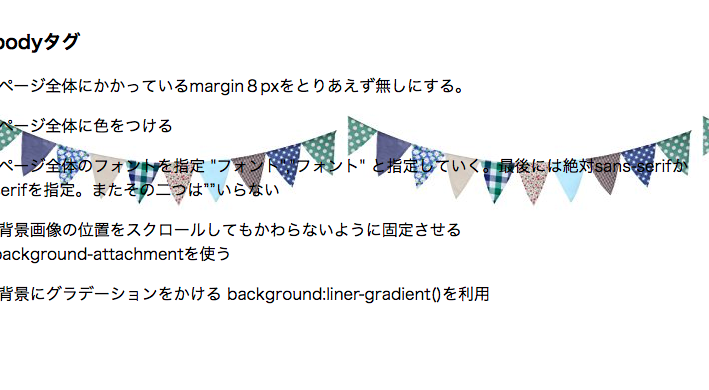 bodyタグ
ページ全体にかかっているmargin８pxをとりあえず無しにする。
ページ全体に色をつける
ページ全体のフォントを指定 "フォント" "フォント" と指定していく。最後には絶対sans-serifか
serifを指定。またその二つは””いらない
背景画像の位置をスクロールしてもかわらないように固定させる
background-attachmentを使う
背景にグラデーションをかける background:liner-gradient()を利用